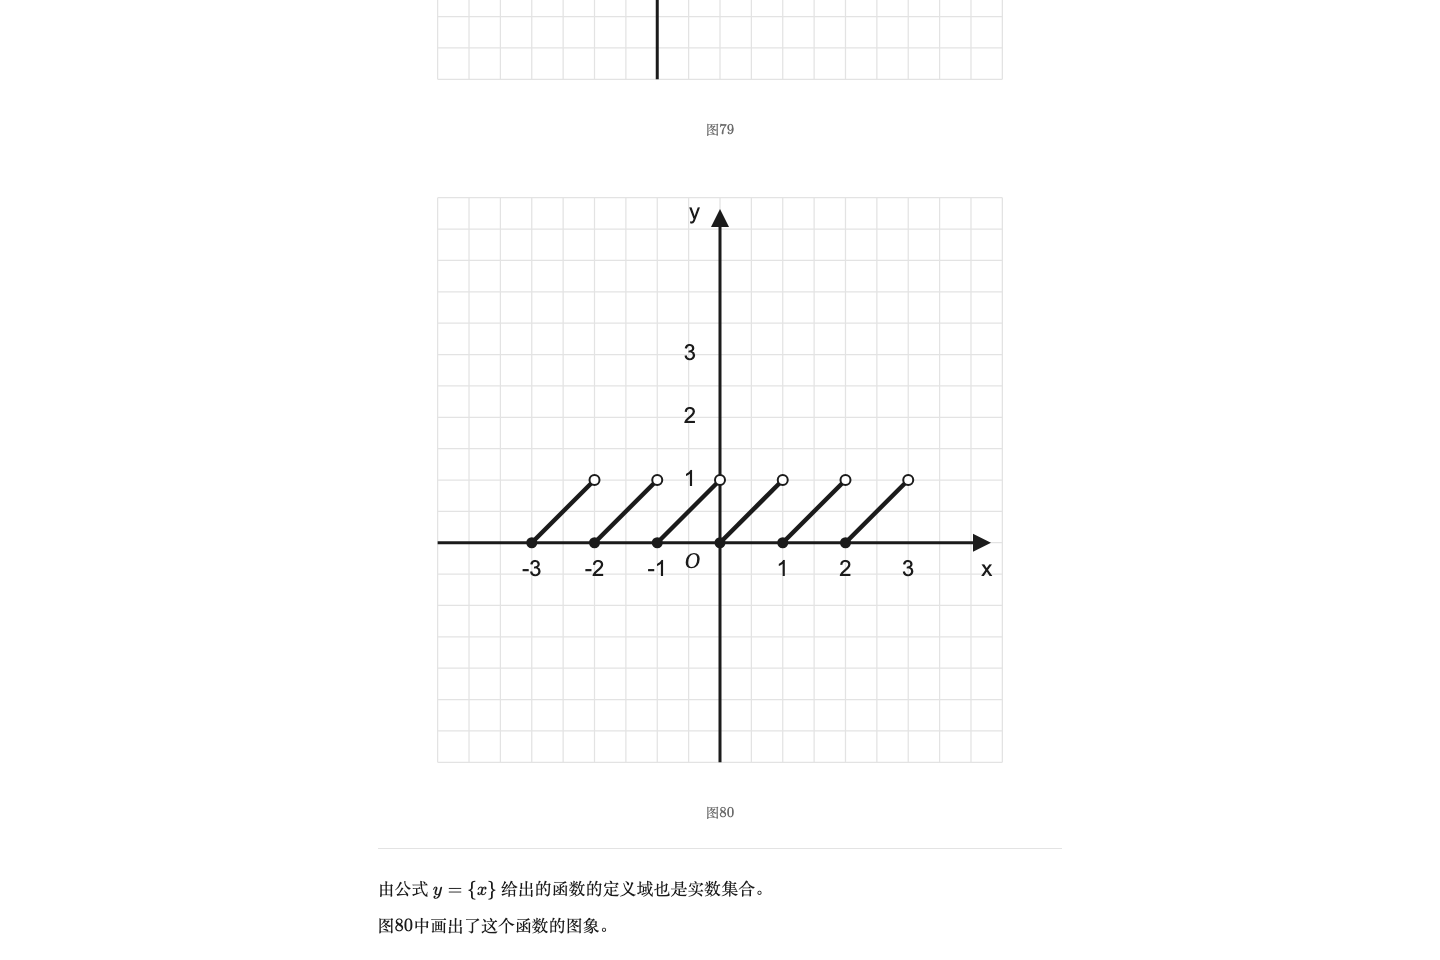 图79
y
3
2
1
O
-3 -2 -1 1 2 3 x
图80
由公式 y = {x} 给出的函数的定义域也是实数集合。
图80中画出了这个函数的图象。